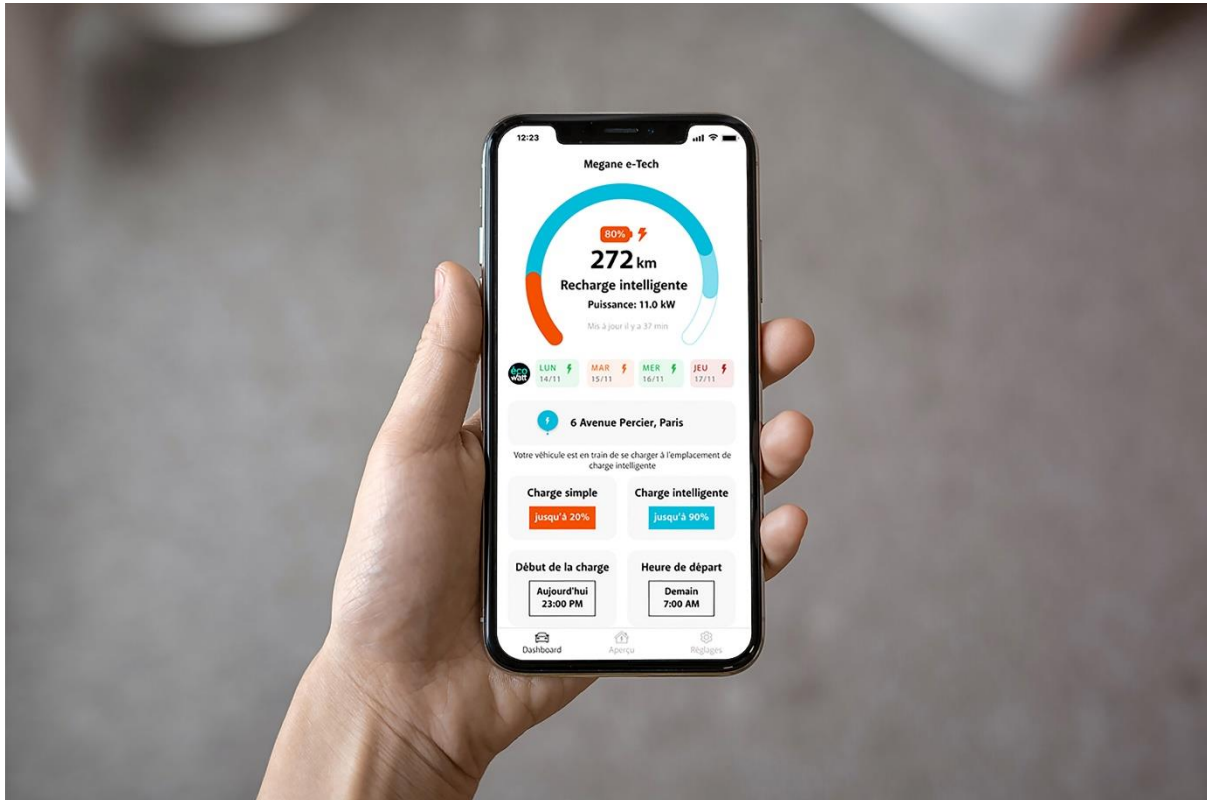 12:23
Megane e-Tech
80%
272 km
Recharge intelligente
Puissance: 11.0 kW
Mis à jour il y a 37 min
éco
watt
LUN
14/11
MAR
15/11
MER
16/11
JEU
17/11
6 Avenue Percier, Paris
Votre véhicule est en train de se charger à l'emplacement de
charge intelligente
Charge simple
jusqu'à 20%
Charge intelligente
jusqu'à 90%
Début de la charge
Aujourd'hui
23:00 PM
Heure de départ
Demain
7:00 AM
Dashboard
Aperçu
Réglages